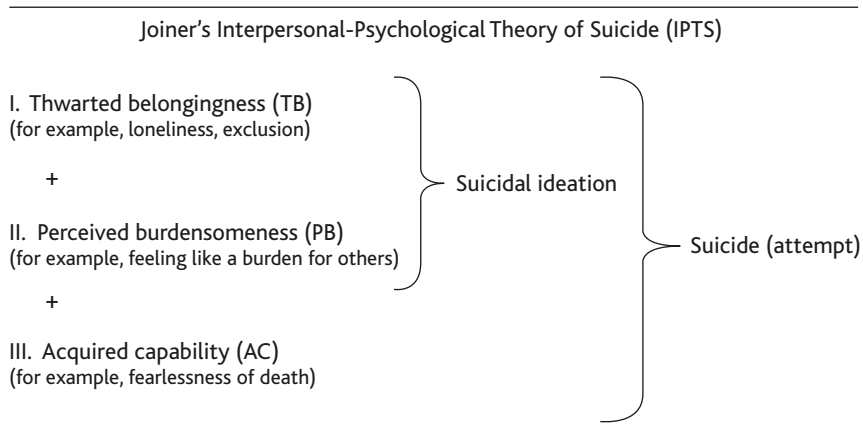 Joiner's Interpersonal-Psychological Theory of Suicide (IPTS)
I. Thwarted belongingness (TB)
(for example, loneliness, exclusion)
+
Suicidal ideation
II. Perceived burdensomeness (PB)
(for example, feeling like a burden for others)
Suicide (attempt)
+
III. Acquired capability (AC)
(for example, fearlessness of death)